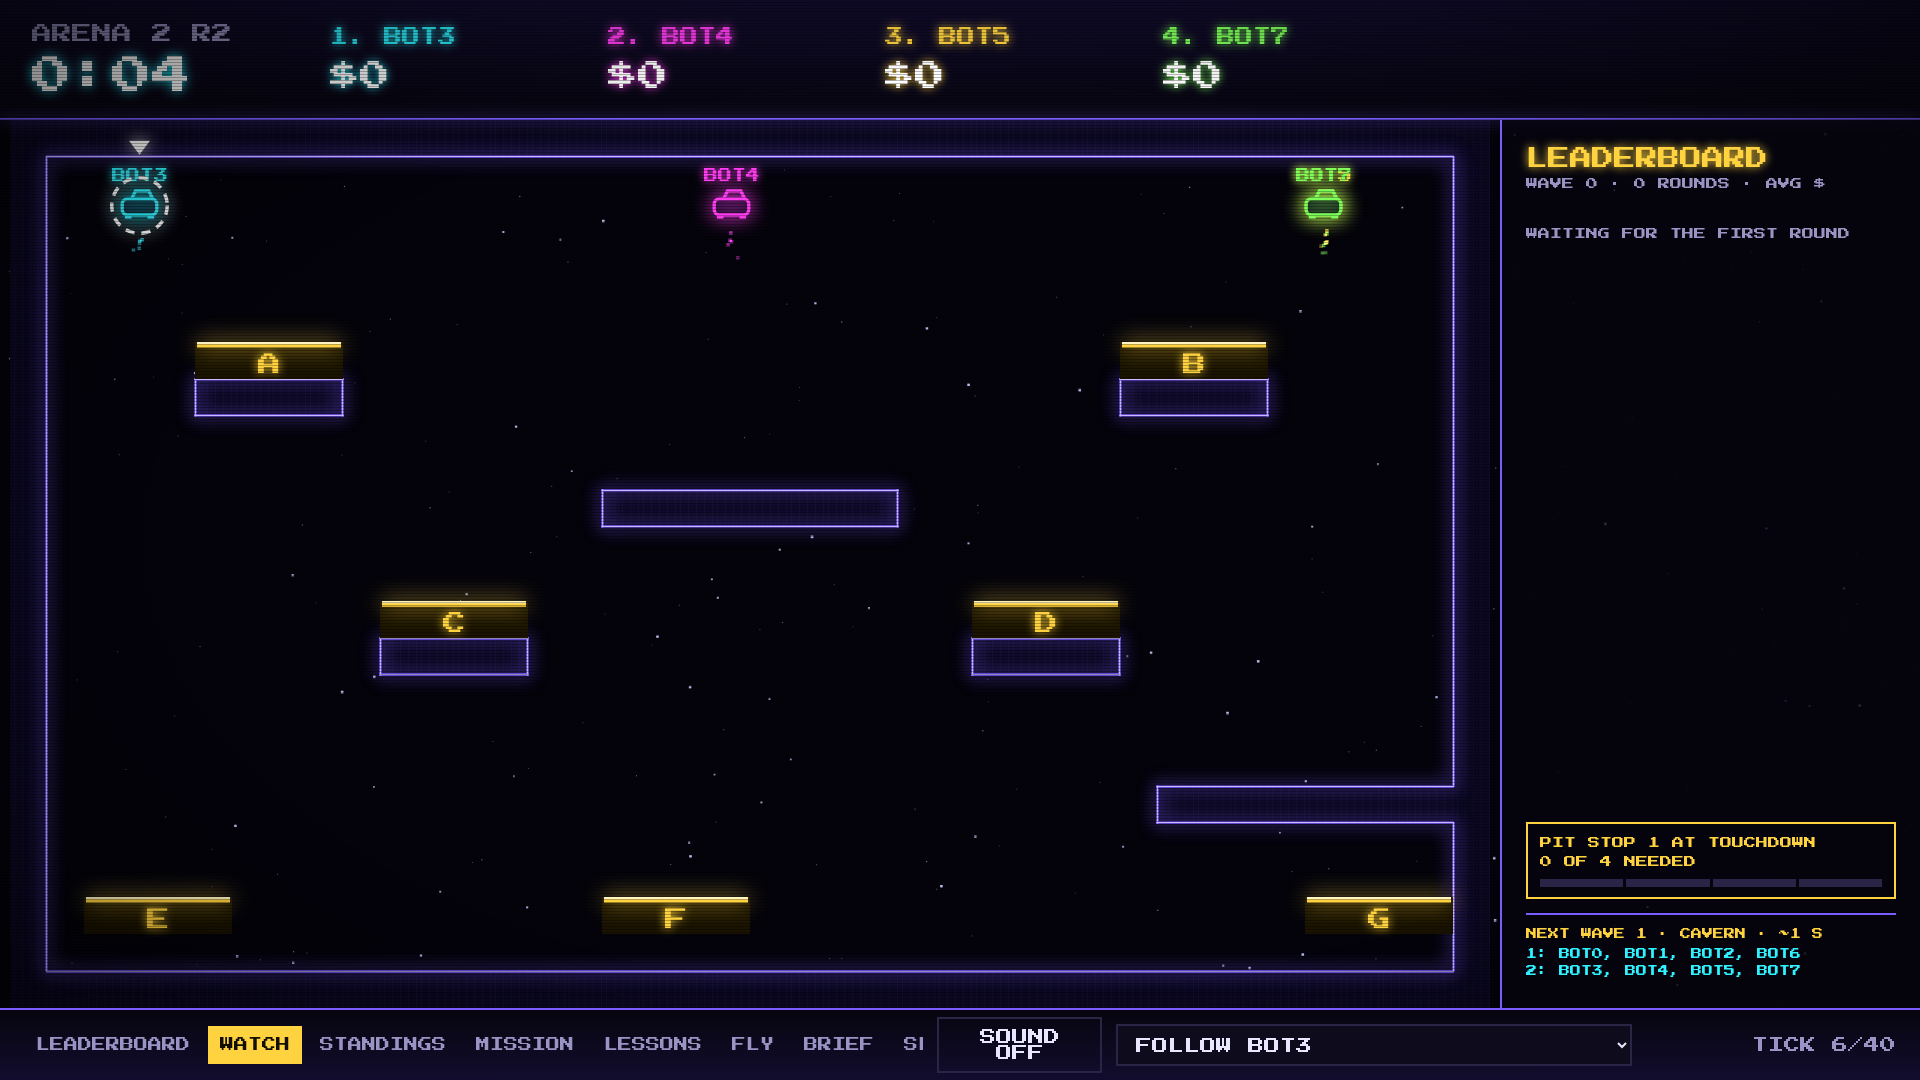 ARENA 2 R2
0:04
1. BOT3
$0
2. BOT4
$0
3. BOT5
$0
4. BOT7
$0
BOT3
BOT4
A
B
C
D
E
F
G
LEADERBOARD
WAVE 0 · 0 ROUNDS · AVG $
WAITING FOR THE FIRST ROUND
PIT STOP 1 AT TOUCHDOWN
0 OF 4 NEEDED
NEXT WAVE 1 · CAVERN · ~1 S
1: BOT0, BOT1, BOT2, BOT6
2: BOT3, BOT4, BOT5, BOT7
LEADERBOARD WATCH STANDINGS MISSION LESSONS FLY BRIEF
SOUND
OFF
FOLLOW BOT3
TICK 6/40